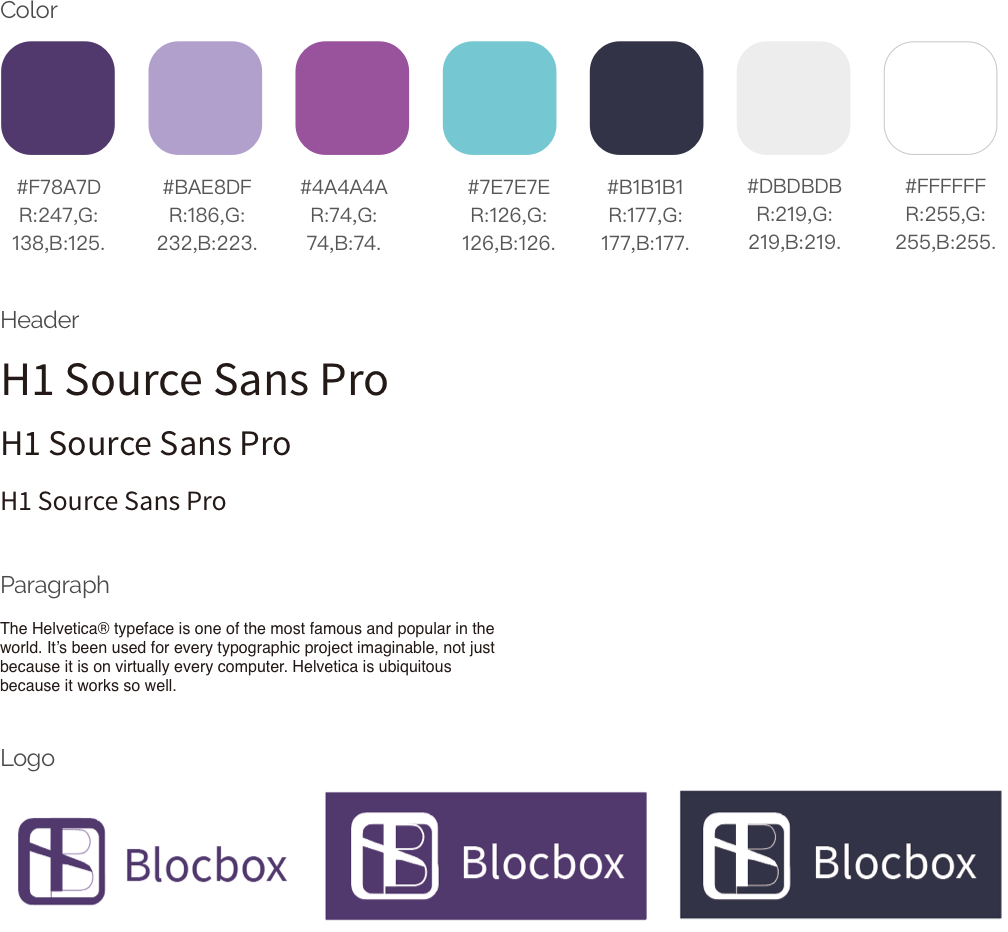 Color
#F78A7D
R:247,G:
138,B:125.
#BAE8DF
R:186,G:
232,B:223.
#4A4A4A
R:74,G:
74,B:74.
#7E7E7E
R:126,G:
126,B:126.
#B1B1B1
R:177,G:
177,B:177.
#DBDBDB
R:219,G:
219,B:219.
#FFFFFF
R:255,G:
255,B:255.
Header
H1 Source Sans Pro
H1 Source Sans Pro
H1 Source Sans Pro
Paragraph
The Helvetica® typeface is one of the most famous and popular in the
world. It’s been used for every typographic project imaginable, not just
because it is on virtually every computer. Helvetica is ubiquitous
because it works so well.
Logo
Blocbox
Blocbox
Blocbox